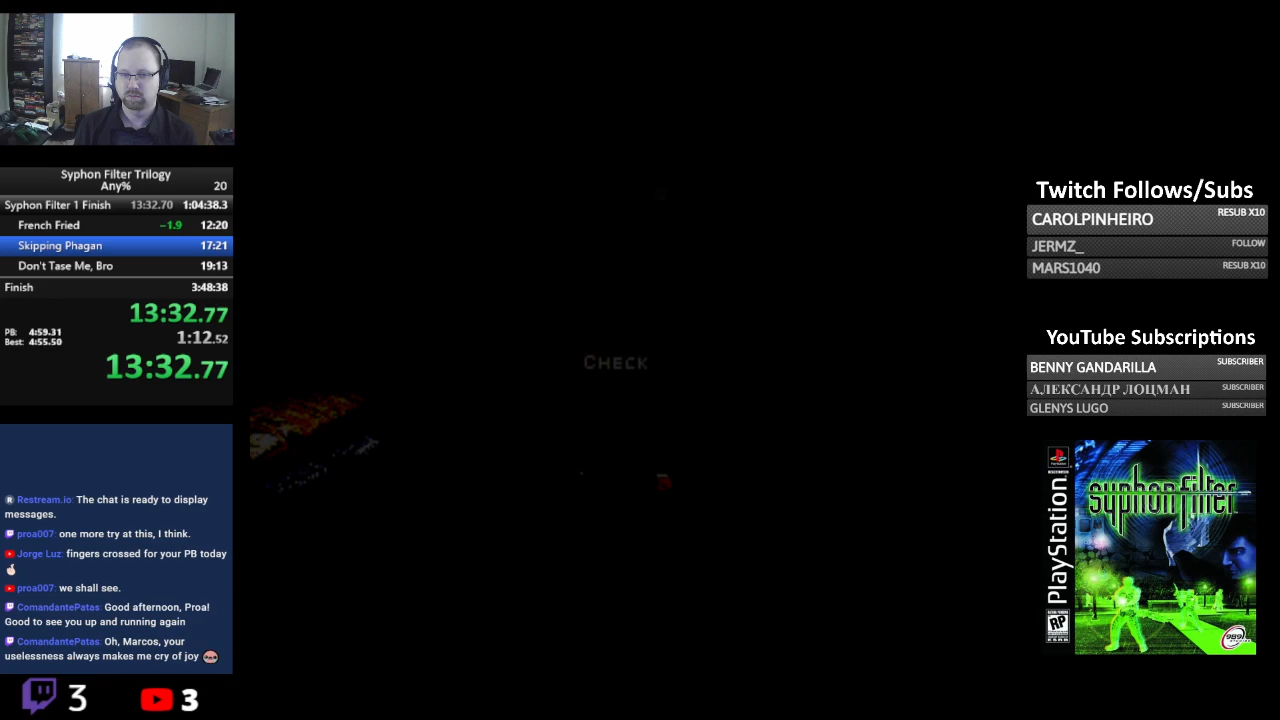 Syphon Filter Trilogy
Any% 20
Syphon Filter 1 Finish 13:32.70 1:04:38.3
French Fried −1.9 12:20
Skipping Phagan 17:21
Don't Tase Me, Bro 19:13
Finish 3:48:38
13:32.77
PB: 4:59.31
Best: 4:55.50
1:12.52
13:32.77
Restream.io: The chat is ready to display
messages.
proa007: one more try at this, I think.
Jorge Luz: fingers crossed for your PB today
proa007: we shall see.
ComandantePatas: Good afternoon, Proa!
Good to see you up and running again
ComandantePatas: Oh, Marcos, your
uselessness always makes me cry of joy
3
3
CHECK
Twitch Follows/Subs
CAROLPINHEIRO RESUB X10
JERMZ_ FOLLOW
MARS1040 RESUB X10
YouTube Subscriptions
BENNY GANDARILLA SUBSCRIBER
АЛЕКСАНДР ЛОЦМАН SUBSCRIBER
GLENYS LUGO SUBSCRIBER
PlayStation
syphon filter
RP
989